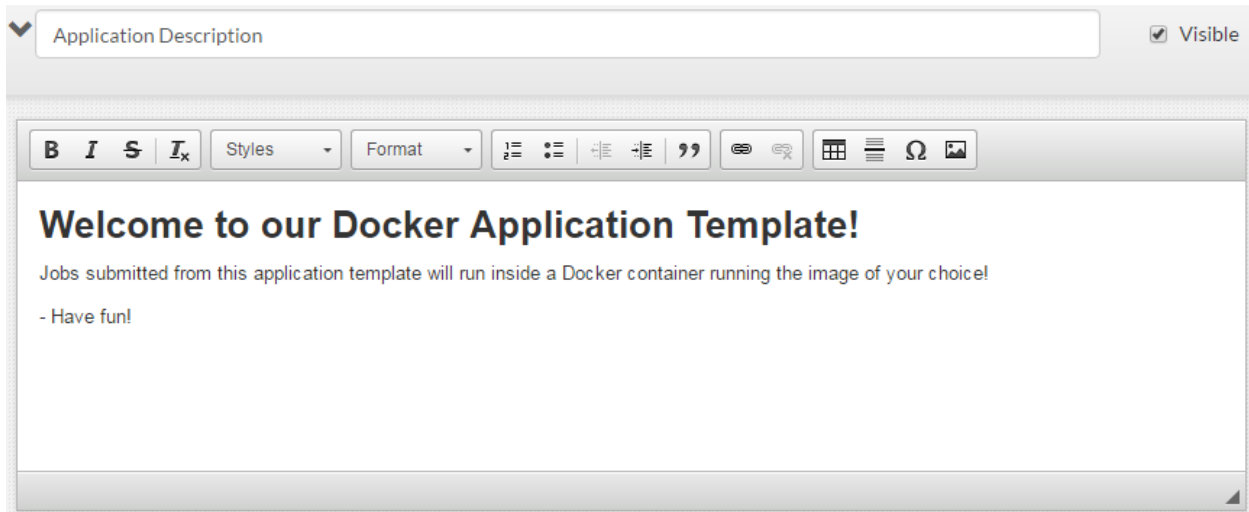 Application Description
Visible
B I S Ix Styles Format Ω
Welcome to our Docker Application Template!
Jobs submitted from this application template will run inside a Docker container running the image of your choice!
- Have fun!